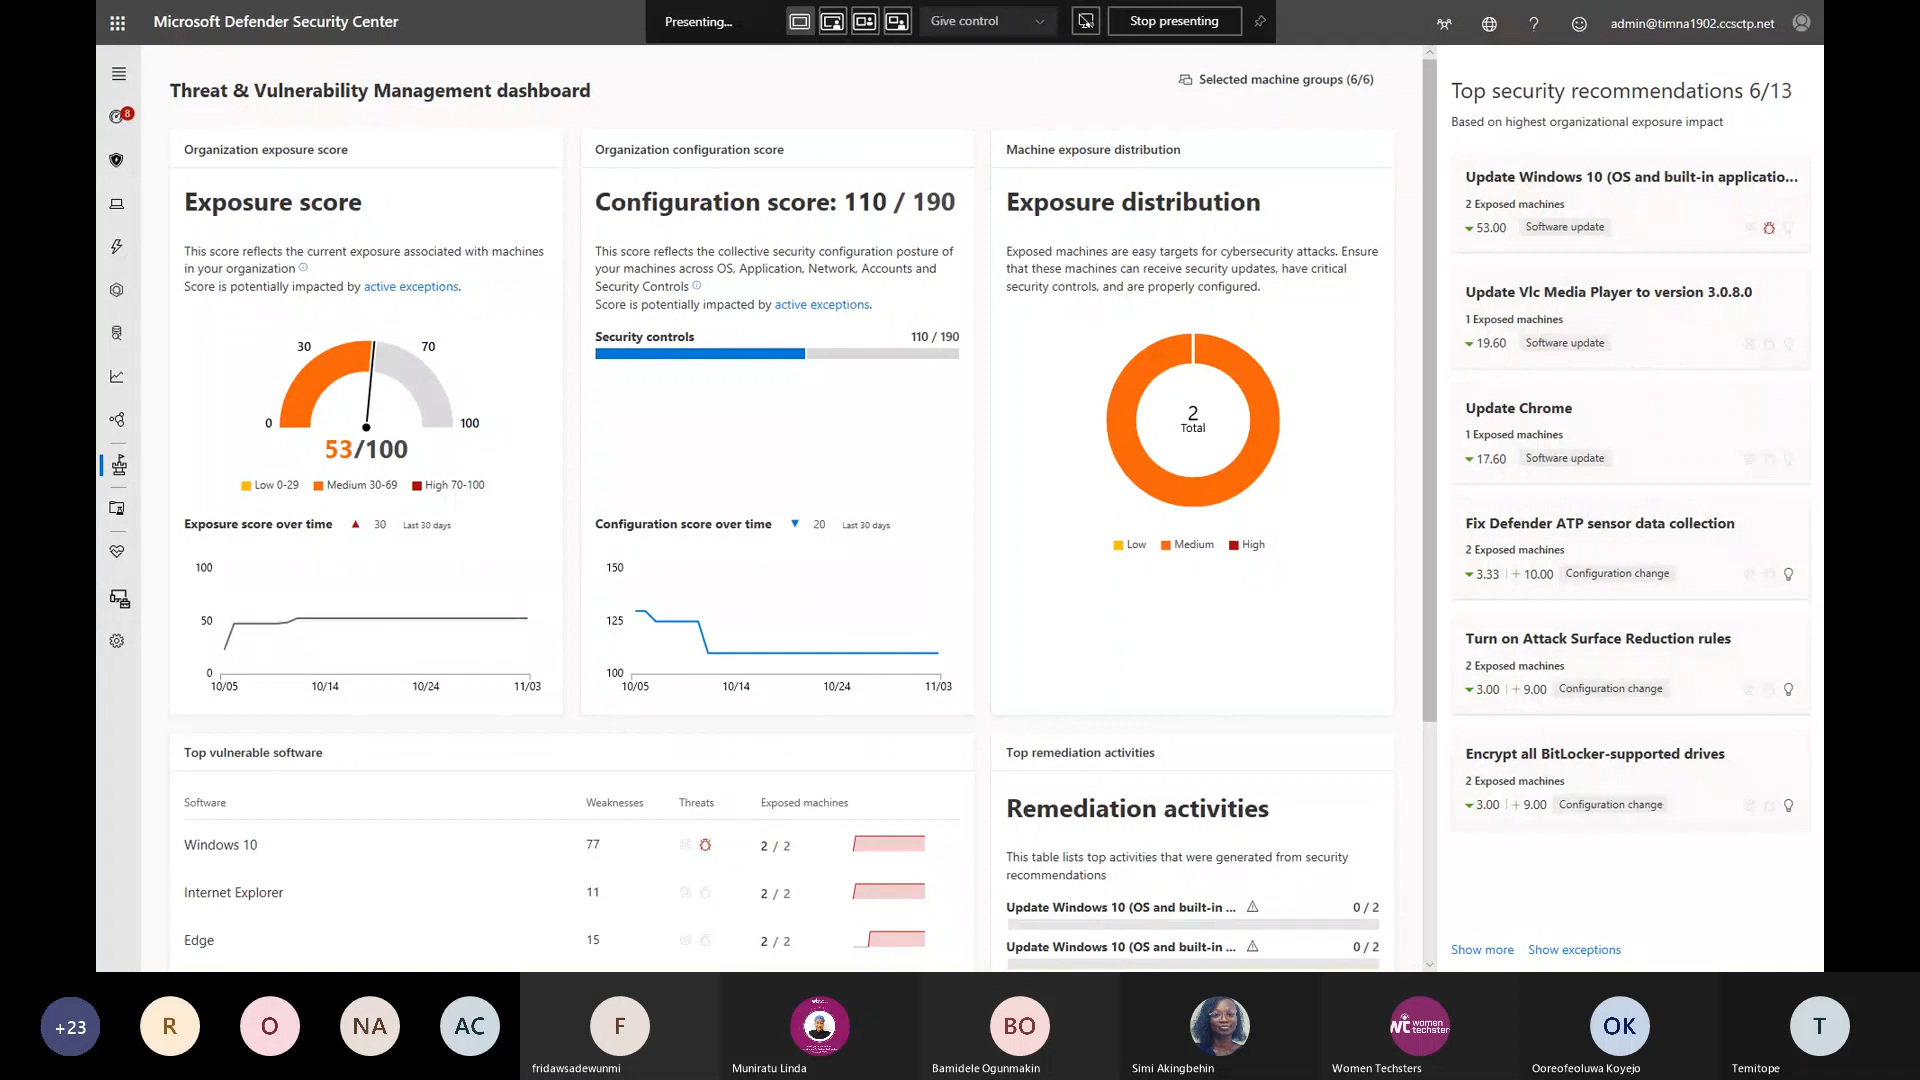 Microsoft Defender Security Center
Presenting...
Give control
Stop presenting
admin@timna1902.ccsctp.net
8
Threat & Vulnerability Management dashboard
Selected machine groups (6/6)
Organization exposure score
Exposure score
This score reflects the current exposure associated with machines
in your organization
Score is potentially impacted by active exceptions.
30
70
0
100
53/100
Low 0-29
Medium 30-69
High 70-100
Exposure score over time
30
Last 30 days
100
50
0
10/05
10/14
10/24
11/03
Organization configuration score
Configuration score: 110 / 190
This score reflects the collective security configuration posture of
your machines across OS, Application, Network, Accounts and
Security Controls
Score is potentially impacted by active exceptions.
Security controls
110 / 190
Configuration score over time
20
Last 30 days
150
125
100
10/05
10/14
10/24
11/03
Machine exposure distribution
Exposure distribution
Exposed machines are easy targets for cybersecurity attacks. Ensure
that these machines can receive security updates, have critical
security controls, and are properly configured.
2
Total
Low
Medium
High
Top vulnerable software
Software
Weaknesses
Threats
Exposed machines
Windows 10
77
2 / 2
Internet Explorer
11
2 / 2
Edge
15
2 / 2
Top remediation activities
Remediation activities
This table lists top activities that were generated from security
recommendations
Update Windows 10 (OS and built-in ...
0 / 2
Update Windows 10 (OS and built-in ...
0 / 2
Top security recommendations 6/13
Based on highest organizational exposure impact
Update Windows 10 (OS and built-in applicatio...
2 Exposed machines
53.00
Software update
Update Vlc Media Player to version 3.0.8.0
1 Exposed machines
19.60
Software update
Update Chrome
1 Exposed machines
17.60
Software update
Fix Defender ATP sensor data collection
2 Exposed machines
3.33 | + 10.00
Configuration change
Turn on Attack Surface Reduction rules
2 Exposed machines
3.00 | + 9.00
Configuration change
Encrypt all BitLocker-supported drives
2 Exposed machines
3.00 | + 9.00
Configuration change
Show more
Show exceptions
+23
R
O
NA
AC
F
fridawsadewunmi
Muniratu Linda
BO
Bamidele Ogunmakin
Simi Akingbehin
women
techster
Women Techsters
OK
Ooreofeoluwa Koyejo
T
Temitope